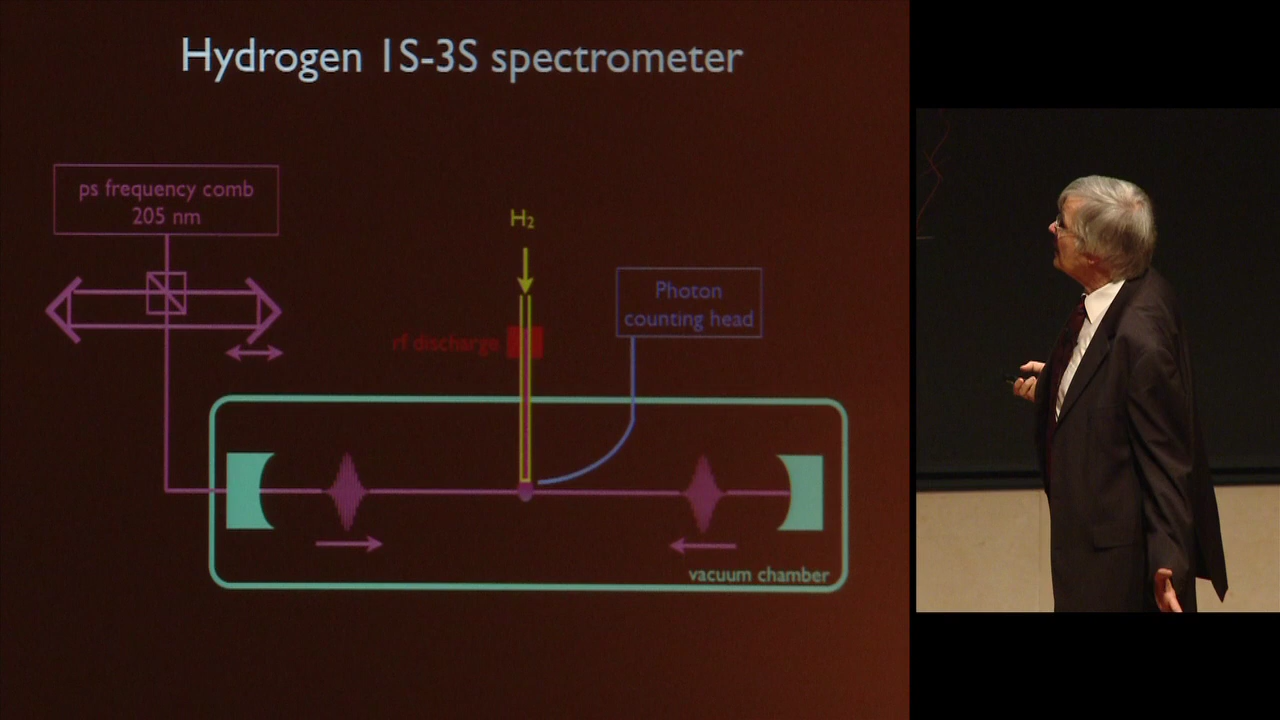 Hydrogen 1S-3S spectrometer
ps frequency comb
205 nm
H₂
Photon
counting head
rf discharge
vacuum chamber